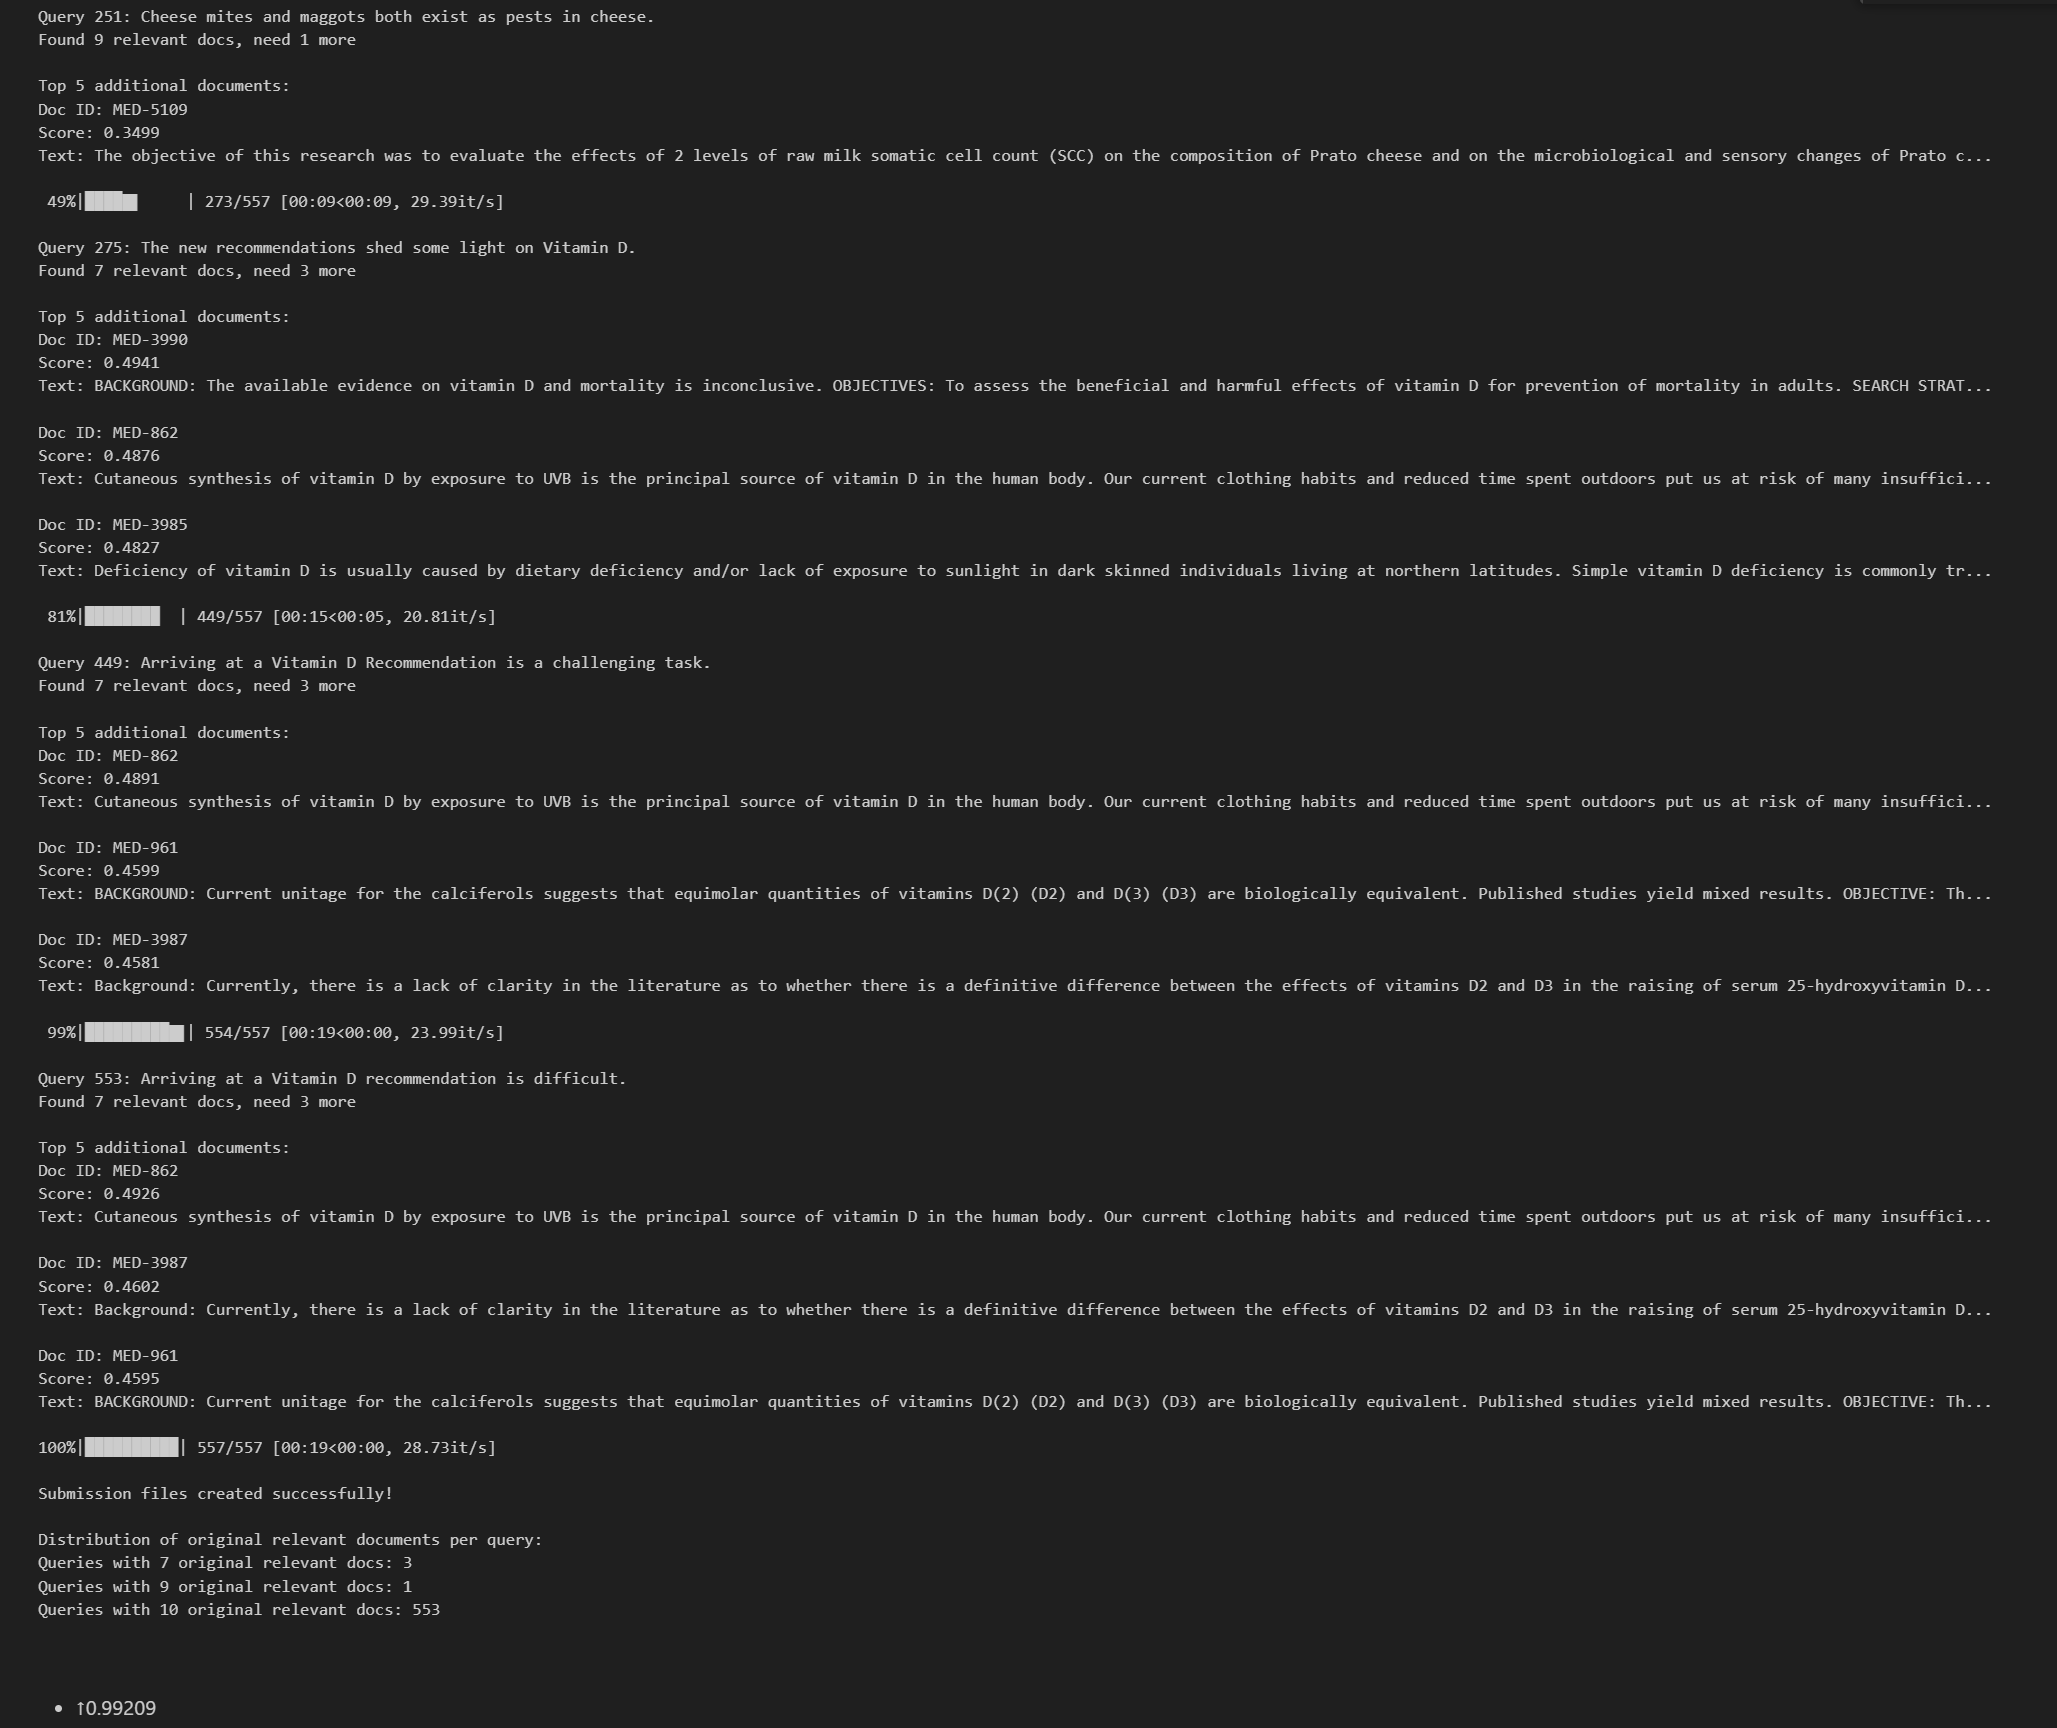 Query 251: Cheese mites and maggots both exist as pests in cheese.
Found 9 relevant docs, need 1 more
Top 5 additional documents:
Doc ID: MED-5109
Score: 0.3499
Text: The objective of this research was to evaluate the effects of 2 levels of raw milk somatic cell count (SCC) on the composition of Prato cheese and on the microbiological and sensory changes of Prato c...
49%|█████ | 273/557 [00:09<00:09, 29.39it/s]
Query 275: The new recommendations shed some light on Vitamin D.
Found 7 relevant docs, need 3 more
Top 5 additional documents:
Doc ID: MED-3990
Score: 0.4941
Text: BACKGROUND: The available evidence on vitamin D and mortality is inconclusive. OBJECTIVES: To assess the beneficial and harmful effects of vitamin D for prevention of mortality in adults. SEARCH STRAT...
Doc ID: MED-862
Score: 0.4876
Text: Cutaneous synthesis of vitamin D by exposure to UVB is the principal source of vitamin D in the human body. Our current clothing habits and reduced time spent outdoors put us at risk of many insuffici...
Doc ID: MED-3985
Score: 0.4827
Text: Deficiency of vitamin D is usually caused by dietary deficiency and/or lack of exposure to sunlight in dark skinned individuals living at northern latitudes. Simple vitamin D deficiency is commonly tr...
81%|████████ | 449/557 [00:15<00:05, 20.81it/s]
Query 449: Arriving at a Vitamin D Recommendation is a challenging task.
Found 7 relevant docs, need 3 more
Top 5 additional documents:
Doc ID: MED-862
Score: 0.4891
Text: Cutaneous synthesis of vitamin D by exposure to UVB is the principal source of vitamin D in the human body. Our current clothing habits and reduced time spent outdoors put us at risk of many insuffici...
Doc ID: MED-961
Score: 0.4599
Text: BACKGROUND: Current unitage for the calciferols suggests that equimolar quantities of vitamins D(2) (D2) and D(3) (D3) are biologically equivalent. Published studies yield mixed results. OBJECTIVE: Th...
Doc ID: MED-3987
Score: 0.4581
Text: Background: Currently, there is a lack of clarity in the literature as to whether there is a definitive difference between the effects of vitamins D2 and D3 in the raising of serum 25-hydroxyvitamin D...
99%|██████████| 554/557 [00:19<00:00, 23.99it/s]
Query 553: Arriving at a Vitamin D recommendation is difficult.
Found 7 relevant docs, need 3 more
Top 5 additional documents:
Doc ID: MED-862
Score: 0.4926
Text: Cutaneous synthesis of vitamin D by exposure to UVB is the principal source of vitamin D in the human body. Our current clothing habits and reduced time spent outdoors put us at risk of many insuffici...
Doc ID: MED-3987
Score: 0.4602
Text: Background: Currently, there is a lack of clarity in the literature as to whether there is a definitive difference between the effects of vitamins D2 and D3 in the raising of serum 25-hydroxyvitamin D...
Doc ID: MED-961
Score: 0.4595
Text: BACKGROUND: Current unitage for the calciferols suggests that equimolar quantities of vitamins D(2) (D2) and D(3) (D3) are biologically equivalent. Published studies yield mixed results. OBJECTIVE: Th...
100%|██████████| 557/557 [00:19<00:00, 28.73it/s]
Submission files created successfully!
Distribution of original relevant documents per query:
Queries with 7 original relevant docs: 3
Queries with 9 original relevant docs: 1
Queries with 10 original relevant docs: 553
• ↑0.99209